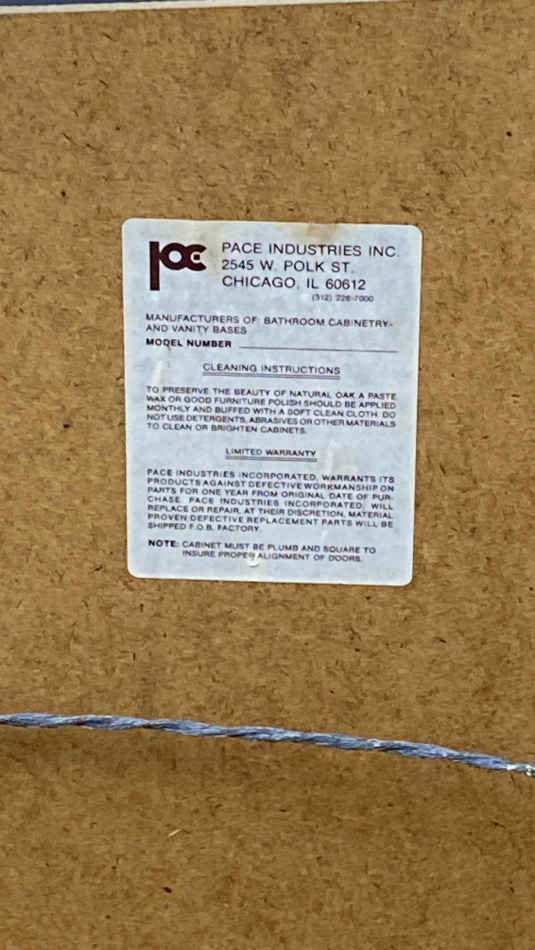 pace
PACE INDUSTRIES INC.
2545 W. POLK ST.
CHICAGO, IL 60612
(312) 226-7000
MANUFACTURERS OF: BATHROOM CABINETRY-
AND VANITY BASES
MODEL NUMBER
CLEANING INSTRUCTIONS
TO PRESERVE THE BEAUTY OF NATURAL OAK A PASTE
WAX OR GOOD FURNITURE POLISH SHOULD BE APPLIED
MONTHLY AND BUFFED WITH A SOFT CLEAN CLOTH. DO
NOT USE DETERGENTS, ABRASIVES OR OTHER MATERIALS
TO CLEAN OR BRIGHTEN CABINETS.
LIMITED WARRANTY
PACE INDUSTRIES INCORPORATED, WARRANTS ITS
PRODUCTS AGAINST DEFECTIVE WORKMANSHIP ON
PARTS FOR ONE YEAR FROM ORIGINAL DATE OF PUR-
CHASE. PACE INDUSTRIES INCORPORATED, WILL
REPLACE OR REPAIR, AT THEIR DISCRETION, MATERIAL
PROVEN DEFECTIVE REPLACEMENT PARTS WILL BE
SHIPPED F.O.B. FACTORY.
NOTE: CABINET MUST BE PLUMB AND SQUARE TO
INSURE PROPER ALIGNMENT OF DOORS.